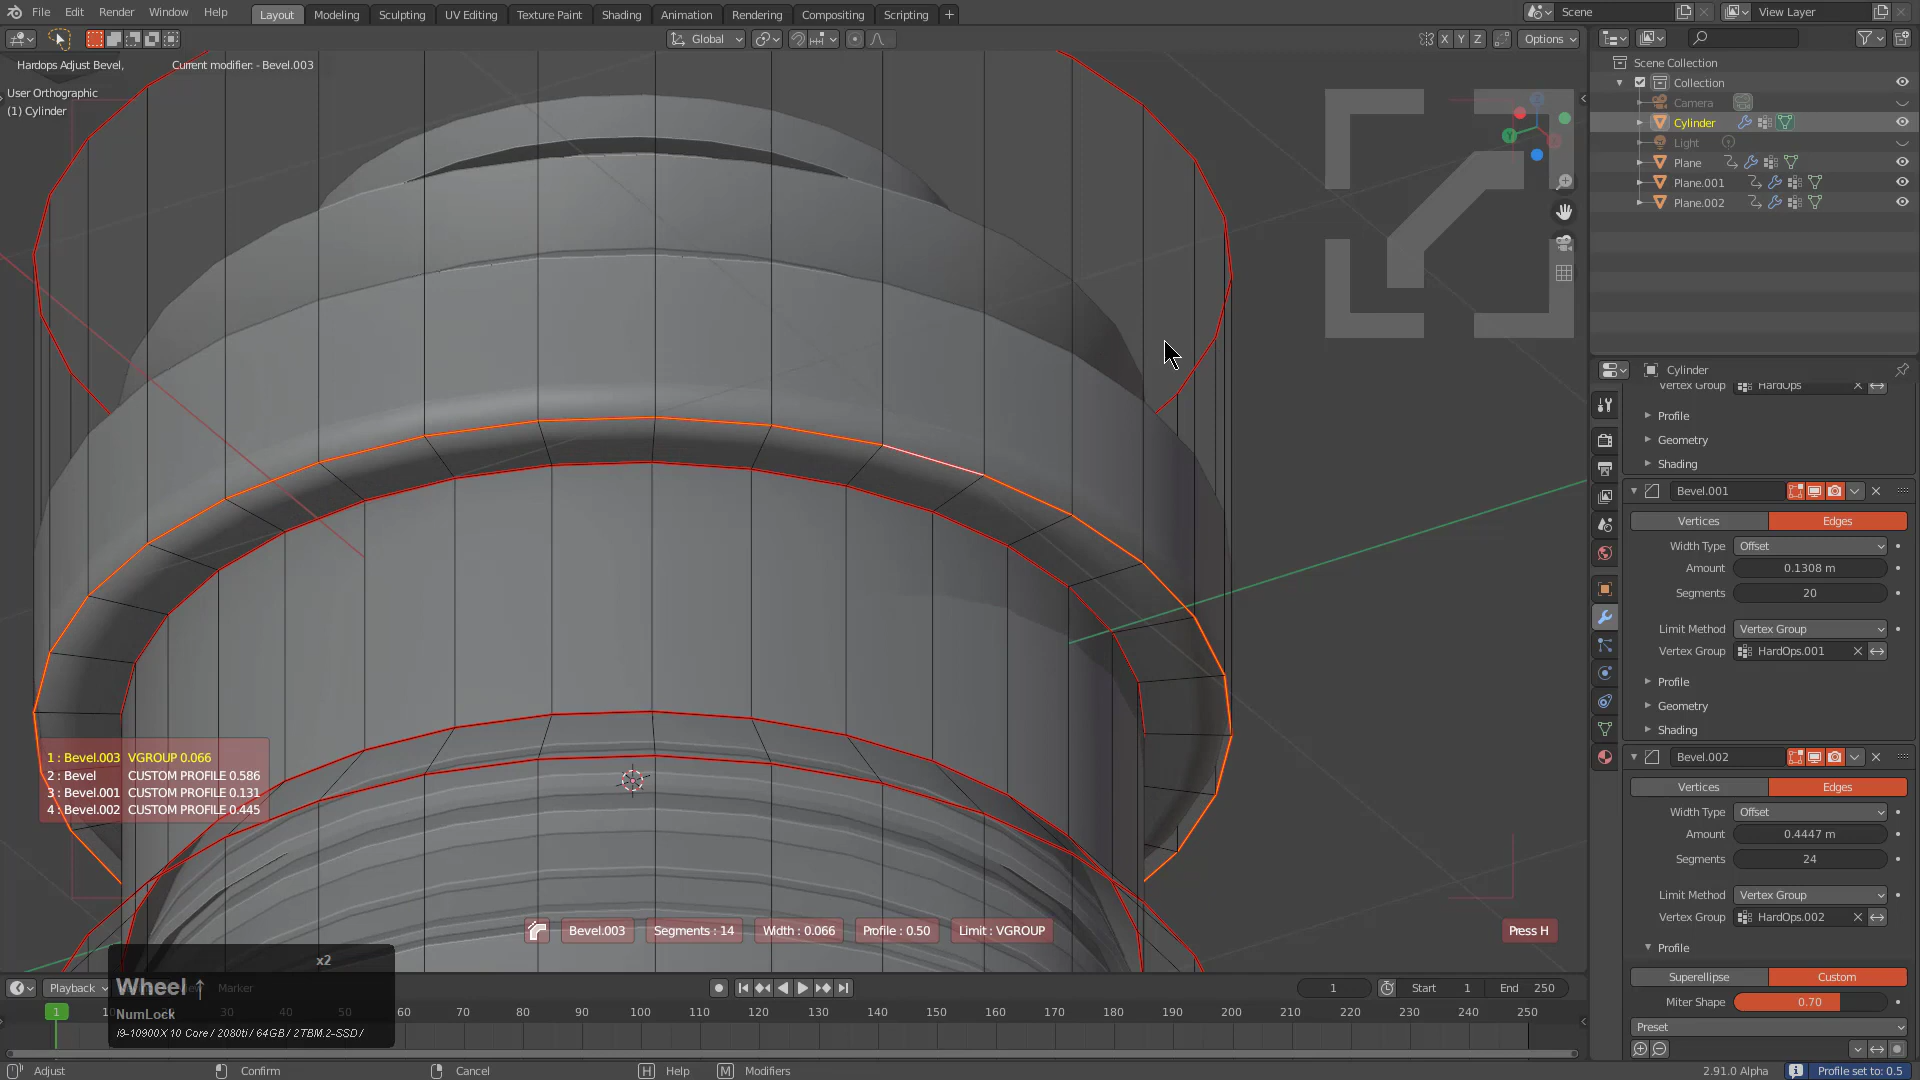 File Edit Render Window Help
Layout Modeling Sculpting UV Editing Texture Paint Shading Animation Rendering Compositing Scripting +
Scene
View Layer
Global
X Y Z
Options
Hardops Adjust Bevel, Current modifier: - Bevel.003
User Orthographic
(1) Cylinder
Scene Collection
Collection
Camera
Cylinder
Light
Plane
Plane.001
Plane.002
Cylinder
Vertex Group HardOps
Profile
Geometry
Shading
Bevel.001
Vertices Edges
Width Type Offset
Amount 0.1308 m
Segments 20
Limit Method Vertex Group
Vertex Group HardOps.001
Profile
Geometry
Shading
Bevel.002
Vertices Edges
Width Type Offset
Amount 0.4447 m
Segments 24
Limit Method Vertex Group
Vertex Group HardOps.002
Profile
Superellipse Custom
Miter Shape 0.70
Preset
1 : Bevel.003 VGROUP 0.066
2 : Bevel CUSTOM PROFILE 0.586
3 : Bevel.001 CUSTOM PROFILE 0.131
4 : Bevel.002 CUSTOM PROFILE 0.445
Bevel.003 Segments : 14 Width : 0.066 Profile : 0.50 Limit : VGROUP
Press H
x2
Wheel ↑
NumLock
i9-10900X 10 Core / 2080ti / 64GB / 2TBM.2-SSD /
Playback
Marker
1
Start 1
End 250
1 30 40 50 60 70 80 90 100 110 120 130 140 150 160 170 180 190 200 210 220 230 240 250
Adjust
Confirm
Cancel
H Help
M Modifiers
2.91.0 Alpha
Profile set to: 0.5